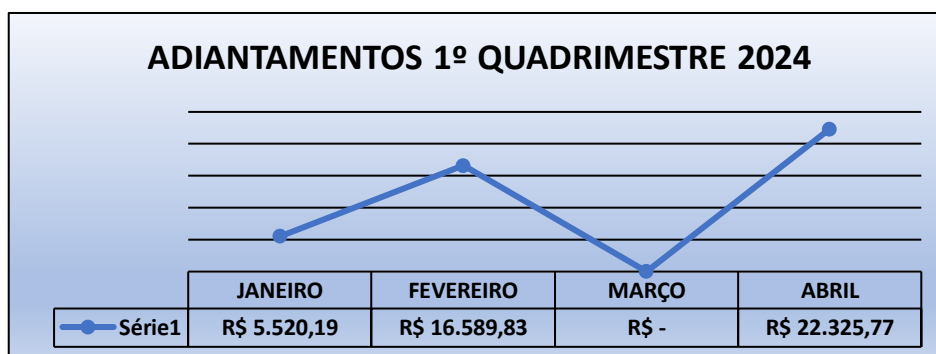 ADIANTAMENTOS 1º QUADRIMESTRE 2024
JANEIRO FEVEREIRO MARÇO ABRIL
Série1 R$ 5.520,19 R$ 16.589,83 R$ - R$ 22.325,77